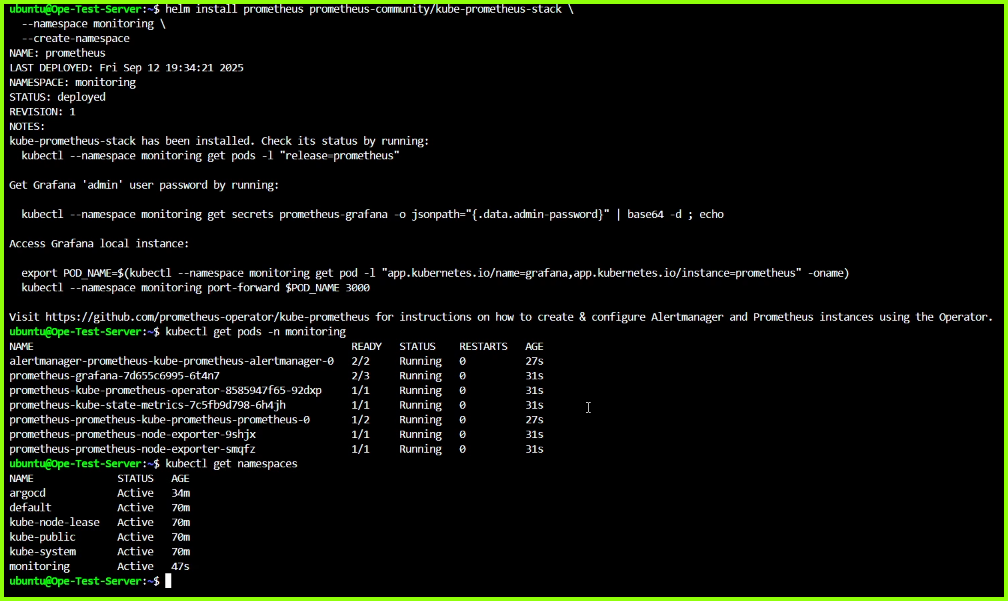 ubuntu@Ope-Test-Server:~$ helm install prometheus prometheus-community/kube-prometheus-stack \
  --namespace monitoring \
  --create-namespace
NAME: prometheus
LAST DEPLOYED: Fri Sep 12 19:34:21 2025
NAMESPACE: monitoring
STATUS: deployed
REVISION: 1
NOTES:
kube-prometheus-stack has been installed. Check its status by running:
  kubectl --namespace monitoring get pods -l "release=prometheus"
Get Grafana 'admin' user password by running:
  kubectl --namespace monitoring get secrets prometheus-grafana -o jsonpath="{.data.admin-password}" | base64 -d ; echo
Access Grafana local instance:
  export POD_NAME=$(kubectl --namespace monitoring get pod -l "app.kubernetes.io/name=grafana,app.kubernetes.io/instance=prometheus" -oname)
  kubectl --namespace monitoring port-forward $POD_NAME 3000
Visit https://github.com/prometheus-operator/kube-prometheus for instructions on how to create & configure Alertmanager and Prometheus instances using the Operator.
ubuntu@Ope-Test-Server:~$ kubectl get pods -n monitoring
NAME READY STATUS RESTARTS AGE
alertmanager-prometheus-kube-prometheus-alertmanager-0 2/2 Running 0 27s
prometheus-grafana-7d655c6995-6t4n7 2/3 Running 0 31s
prometheus-kube-prometheus-operator-8585947f65-92dxp 1/1 Running 0 31s
prometheus-kube-state-metrics-7c5fb9d798-6h4jh 1/1 Running 0 31s
prometheus-prometheus-kube-prometheus-prometheus-0 1/2 Running 0 27s
prometheus-prometheus-node-exporter-9shjx 1/1 Running 0 31s
prometheus-prometheus-node-exporter-smqfz 1/1 Running 0 31s
ubuntu@Ope-Test-Server:~$ kubectl get namespaces
NAME STATUS AGE
argocd Active 34m
default Active 70m
kube-node-lease Active 70m
kube-public Active 70m
kube-system Active 70m
monitoring Active 47s
ubuntu@Ope-Test-Server:~$